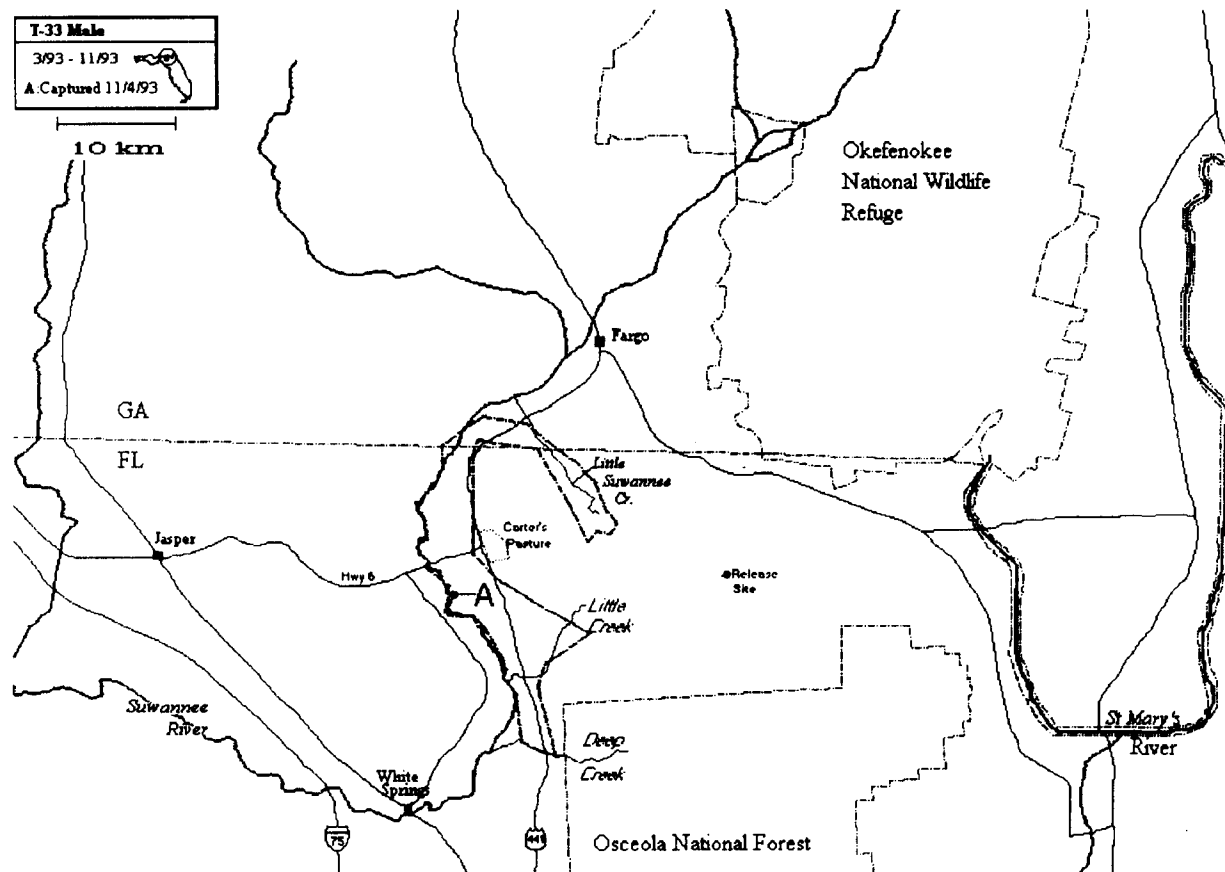 T-33 Male
3/93 - 11/93
A:Captured 11/4/93
10 km
Okefenokee
National Wildlife
Refuge
Fargo
GA
FL
Little
Suwannee
Cr.
Carter's
Pasture
Jasper
Hwy 6
Release
Site
A
Little
Creek
Suwannee
River
St Mary's
River
Deep
Creek
White
Springs
75
441
Osceola National Forest